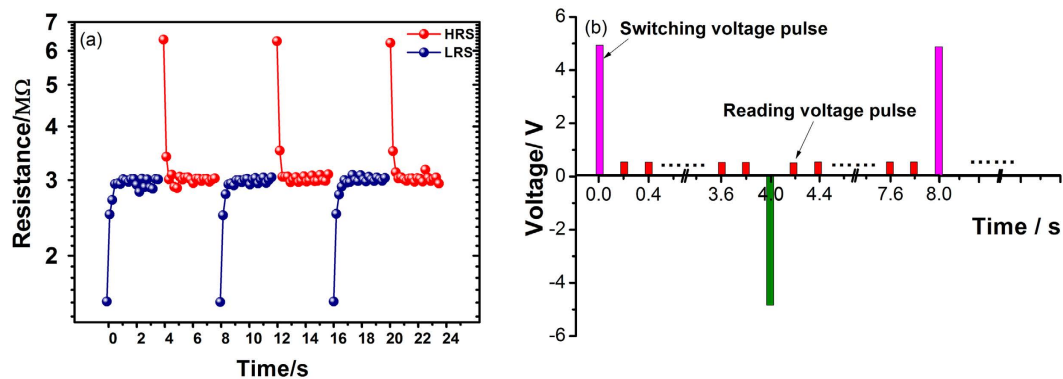 (a)
HRS
LRS
7
6
5
4
3
2
Resistance/MΩ
0 2 4 6 8 10 12 14 16 18 20 22 24
Time/s
(b)
Switching voltage pulse
Reading voltage pulse
6
4
2
0
-2
-4
-6
Voltage/ V
0.0 0.4 3.6 4.0 4.4 7.6 8.0
Time / s